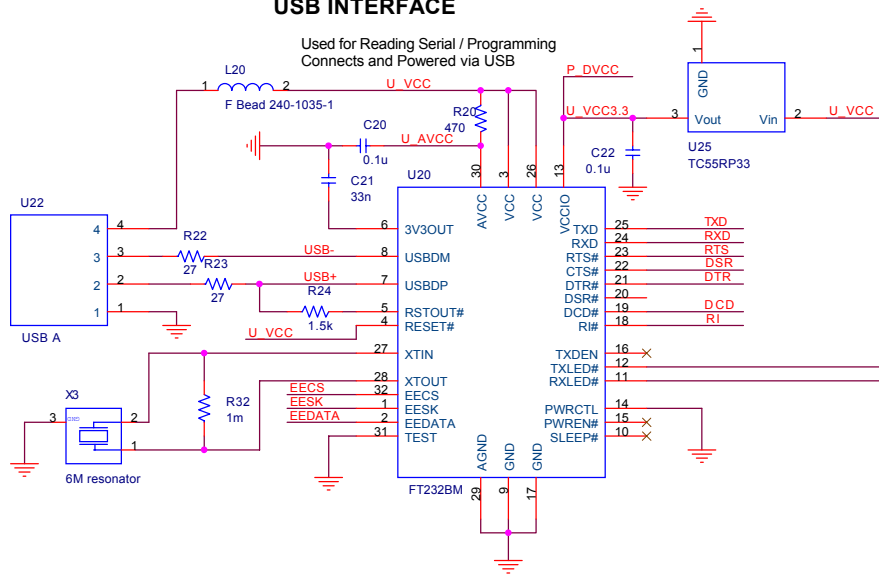 USB INTERFACE
Used for Reading Serial / Programming
Connects and Powered via USB
L20
1
2
F Bead 240-1035-1
U_VCC
R20
470
C20
0.1u
U_AVCC
C21
33n
P_DVCC
U_VCC3.3
C22
0.1u
1
GND
3
Vout
Vin
2
U_VCC
U25
TC55RP33
U22
4
4
3
3
2
2
1
1
USB A
R22
27
R23
27
USB-
USB+
R24
1.5k
U_VCC
U20
30
3
26
13
AVCC
VCC
VCC
VCCIO
6
3V3OUT
8
USBDM
7
USBDP
5
RSTOUT#
4
RESET#
27
XTIN
28
XTOUT
EECS
32
EECS
EESK
1
EESK
EEDATA
2
EEDATA
31
TEST
TXD
25
TXD
RXD
24
RXD
RTS#
23
RTS
CTS#
22
DSR
DTR#
21
DTR
DSR#
20
DCD#
19
DCD
RI#
18
RI
TXDEN
16
TXLED#
12
RXLED#
11
PWRCTL
14
PWREN#
15
SLEEP#
10
AGND
GND
GND
29
9
17
FT232BM
X3
3
GND
2
1
6M resonator
R32
1m